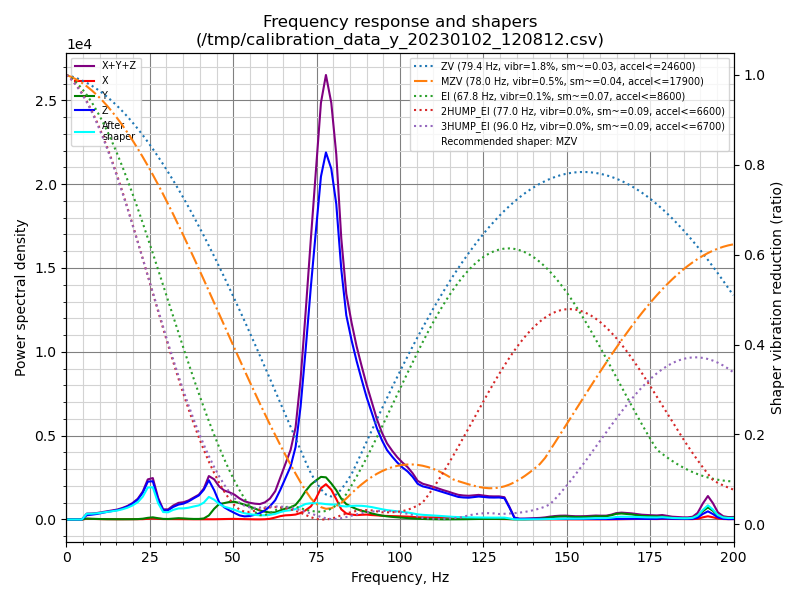 Frequency response and shapers
(/tmp/calibration_data_y_20230102_120812.csv)
1e4
X+Y+Z
X
Y
Z
After
shaper
ZV (79.4 Hz, vibr=1.8%, sm~=0.03, accel<=24600)
MZV (78.0 Hz, vibr=0.5%, sm~=0.04, accel<=17900)
EI (67.8 Hz, vibr=0.1%, sm~=0.07, accel<=8600)
2HUMP_EI (77.0 Hz, vibr=0.0%, sm~=0.09, accel<=6600)
3HUMP_EI (96.0 Hz, vibr=0.0%, sm~=0.09, accel<=6700)
Recommended shaper: MZV
Power spectral density
2.5
2.0
1.5
1.0
0.5
0.0
1.0
0.8
0.6
0.4
0.2
0.0
Shaper vibration reduction (ratio)
0 25 50 75 100 125 150 175 200
Frequency, Hz